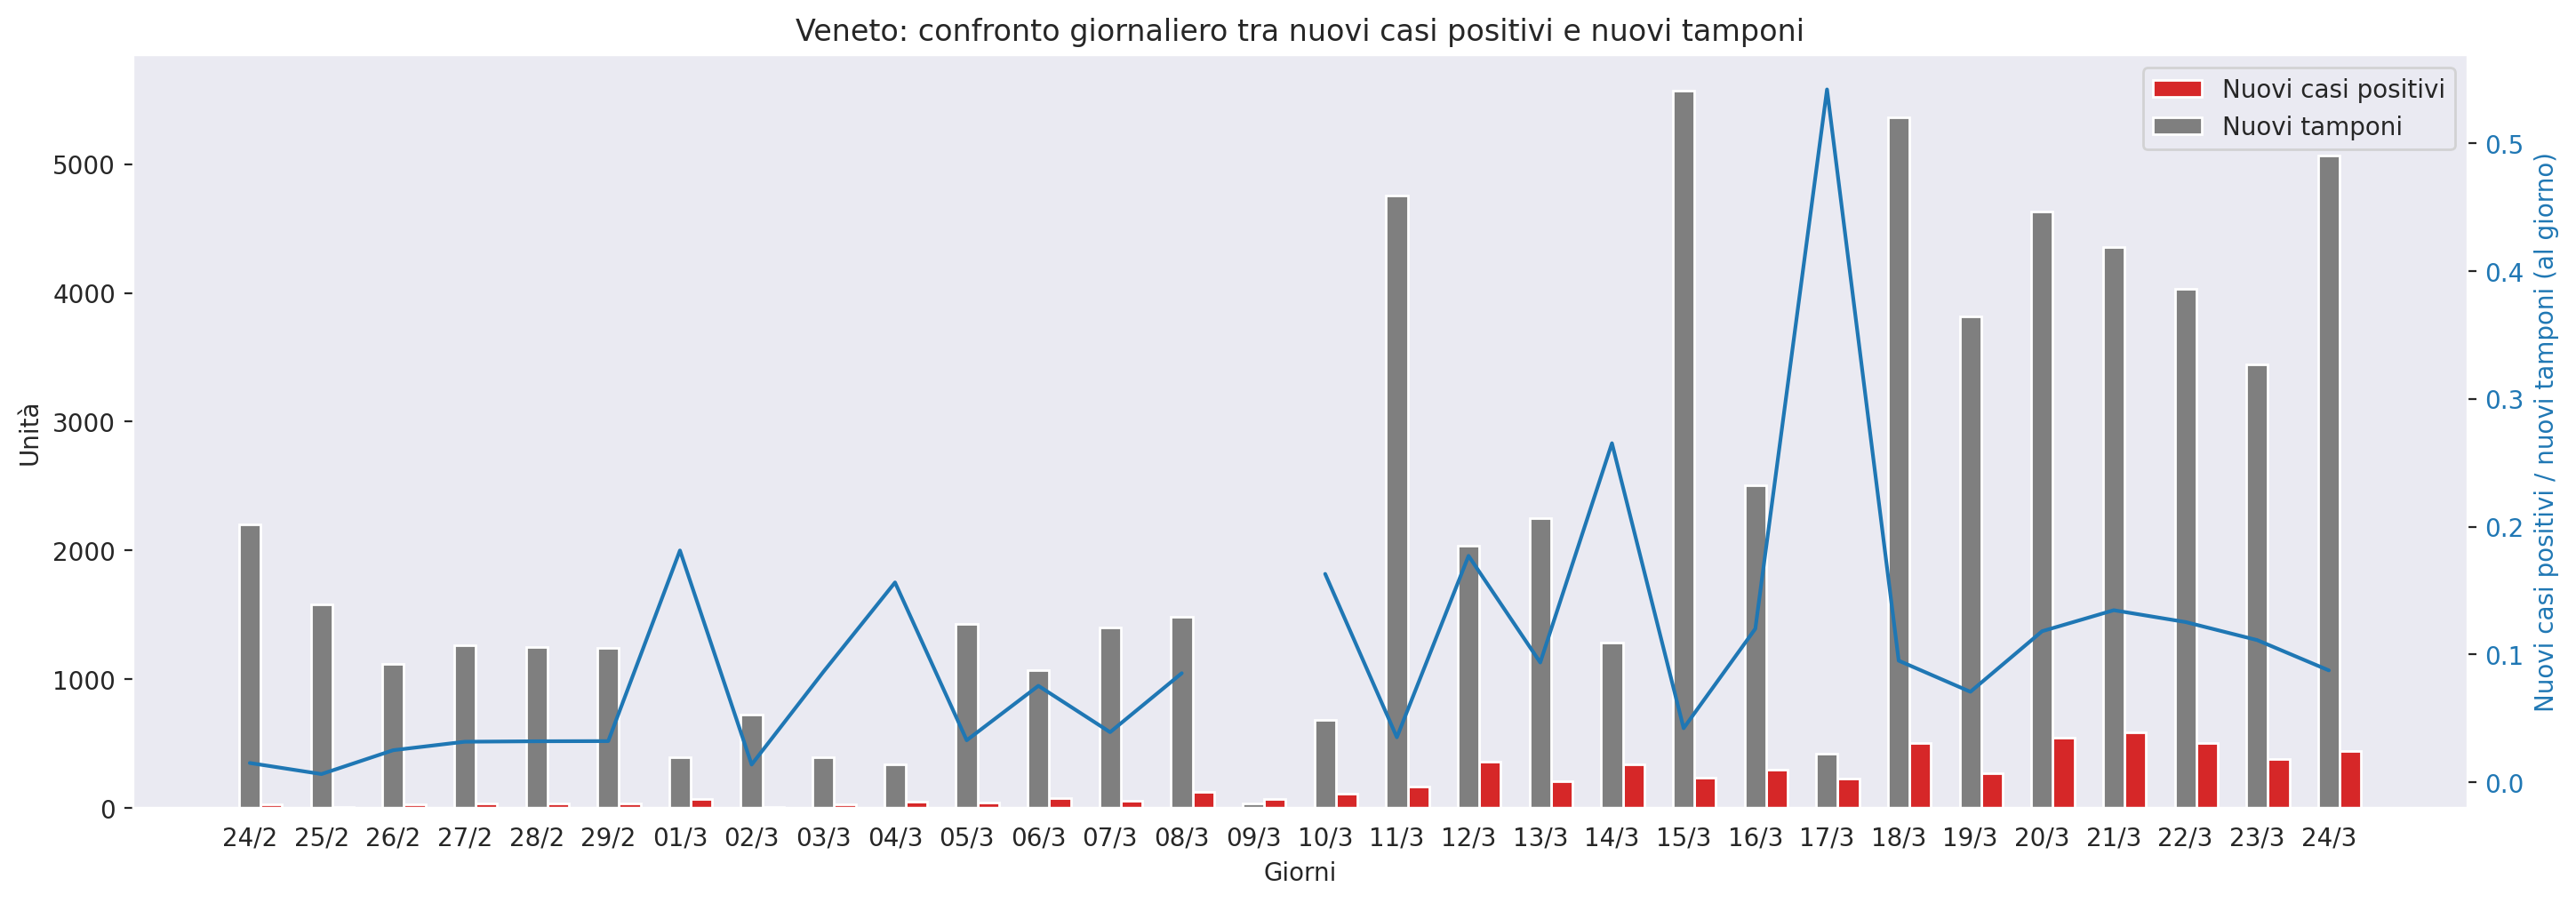 Veneto: confronto giornaliero tra nuovi casi positivi e nuovi tamponi
Nuovi casi positivi
Nuovi tamponi
5000
4000
3000
2000
1000
0
Unità
0.5
0.4
0.3
0.2
0.1
0.0
Nuovi casi positivi / nuovi tamponi (al giorno)
24/2 25/2 26/2 27/2 28/2 29/2 01/3 02/3 03/3 04/3 05/3 06/3 07/3 08/3 09/3 10/3 11/3 12/3 13/3 14/3 15/3 16/3 17/3 18/3 19/3 20/3 21/3 22/3 23/3 24/3
Giorni